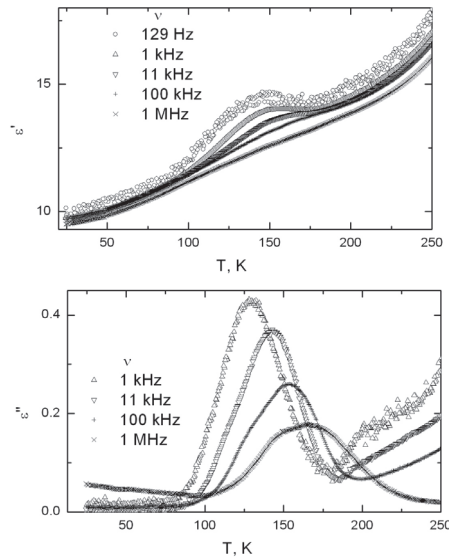 ν
129 Hz
1 kHz
11 kHz
100 kHz
1 MHz
15
10
ε'
50 100 150 200 250
T, K
0.4
0.2
0.0
ε''
ν
1 kHz
11 kHz
100 kHz
1 MHz
50 100 150 200 250
T, K